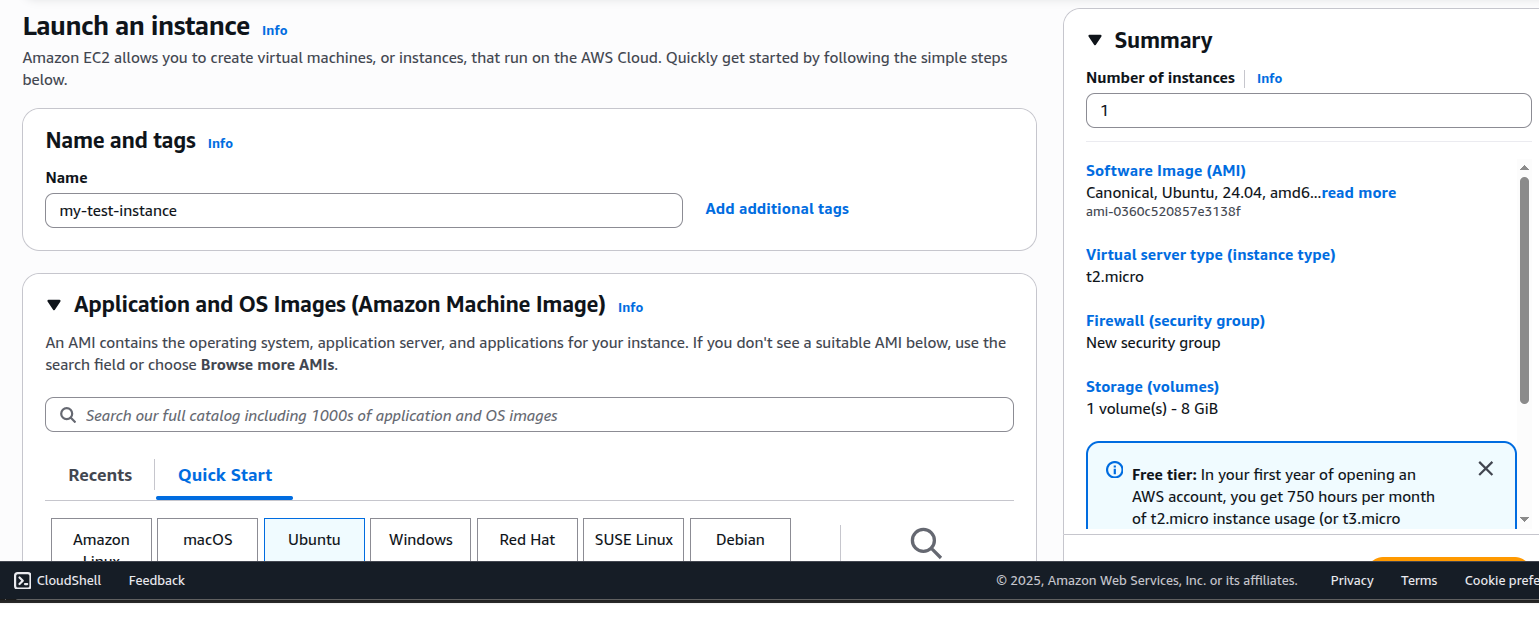 Launch an instance Info
Amazon EC2 allows you to create virtual machines, or instances, that run on the AWS Cloud. Quickly get started by following the simple steps
below.
Name and tags Info
Name
my-test-instance
Add additional tags
Application and OS Images (Amazon Machine Image) Info
An AMI contains the operating system, application server, and applications for your instance. If you don't see a suitable AMI below, use the
search field or choose Browse more AMIs.
Search our full catalog including 1000s of application and OS images
Recents
Quick Start
Amazon
Linux
macOS
Ubuntu
Windows
Red Hat
SUSE Linux
Debian
Summary
Number of instances Info
1
Software Image (AMI)
Canonical, Ubuntu, 24.04, amd6...read more
ami-0360c520857e3138f
Virtual server type (instance type)
t2.micro
Firewall (security group)
New security group
Storage (volumes)
1 volume(s) - 8 GiB
Free tier: In your first year of opening an
AWS account, you get 750 hours per month
of t2.micro instance usage (or t3.micro
CloudShell
Feedback
© 2025, Amazon Web Services, Inc. or its affiliates.
Privacy
Terms
Cookie prefe